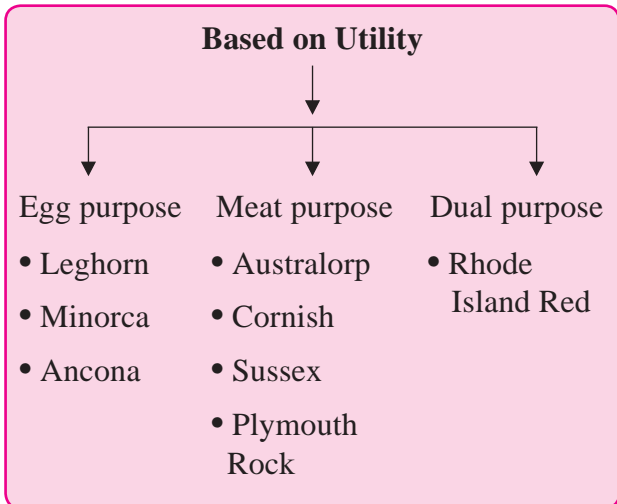 Based on Utility
Egg purpose
• Leghorn
• Minorca
• Ancona
Meat purpose
• Australorp
• Cornish
• Sussex
• Plymouth
Rock
Dual purpose
• Rhode
Island Red